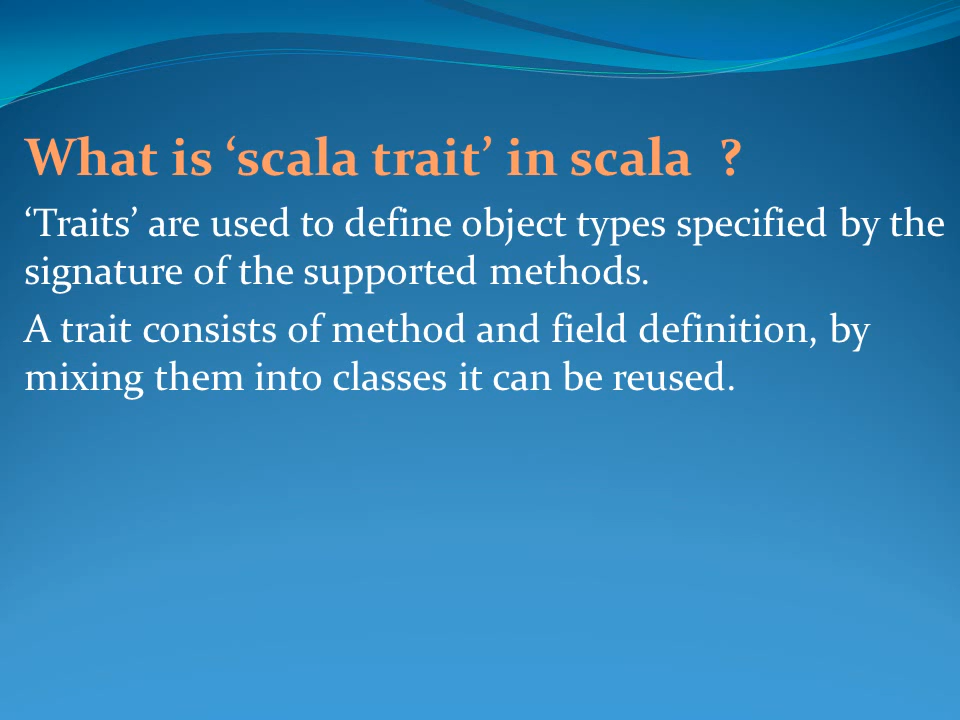 What is ‘scala trait’ in scala  ?
‘Traits’ are used to define object types specified by the
signature of the supported methods.
A trait consists of method and field definition, by
mixing them into classes it can be reused.